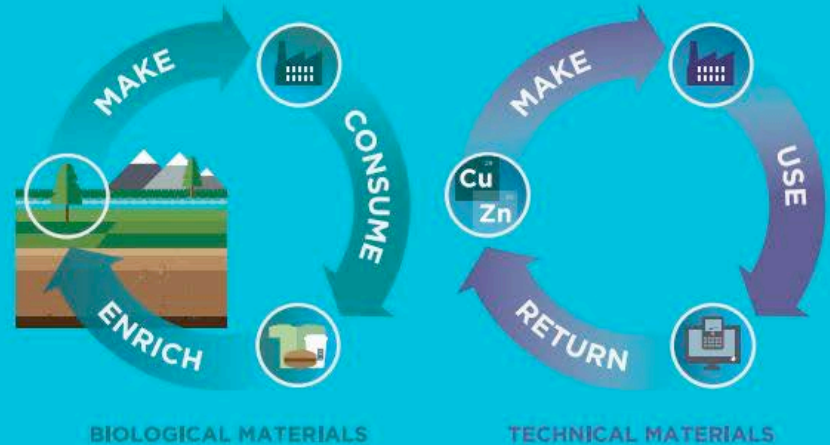 MAKE
CONSUME
ENRICH
BIOLOGICAL MATERIALS
MAKE
USE
RETURN
Cu
Zn
TECHNICAL MATERIALS